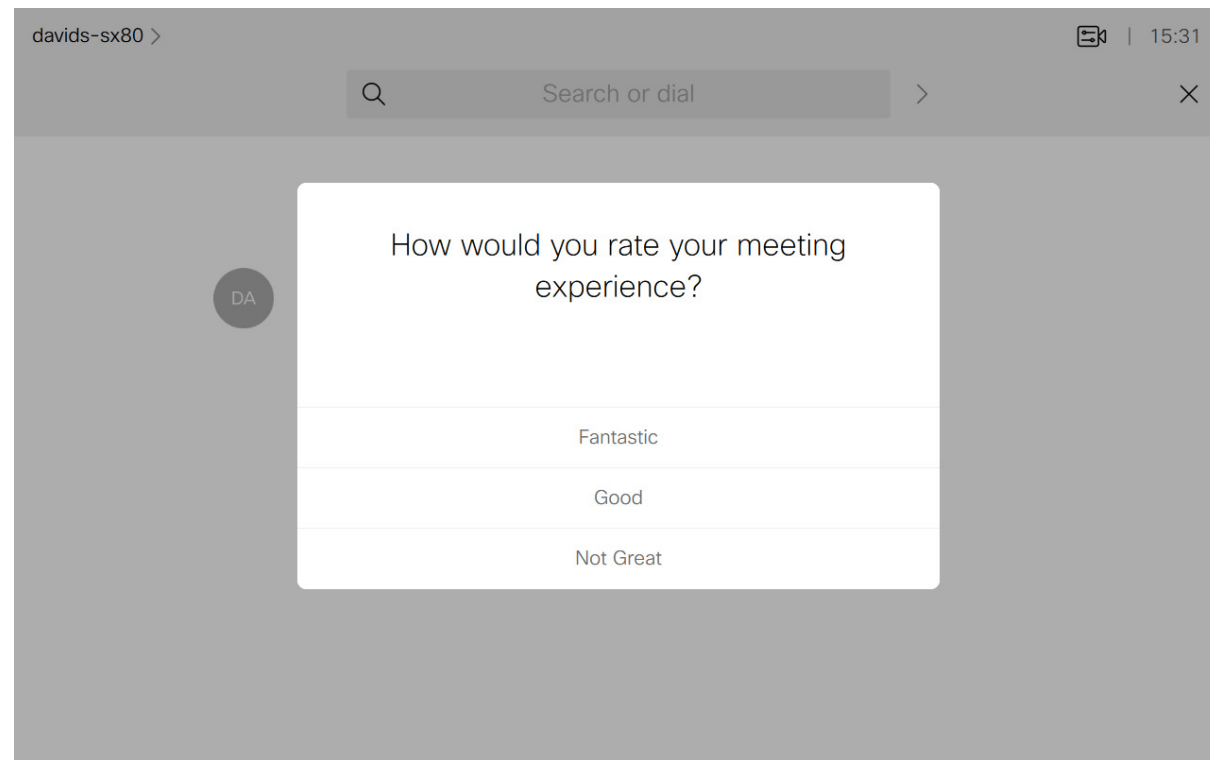 davids-sx80 >
| 15:31
Search or dial
DA
How would you rate your meeting
experience?
Fantastic
Good
Not Great